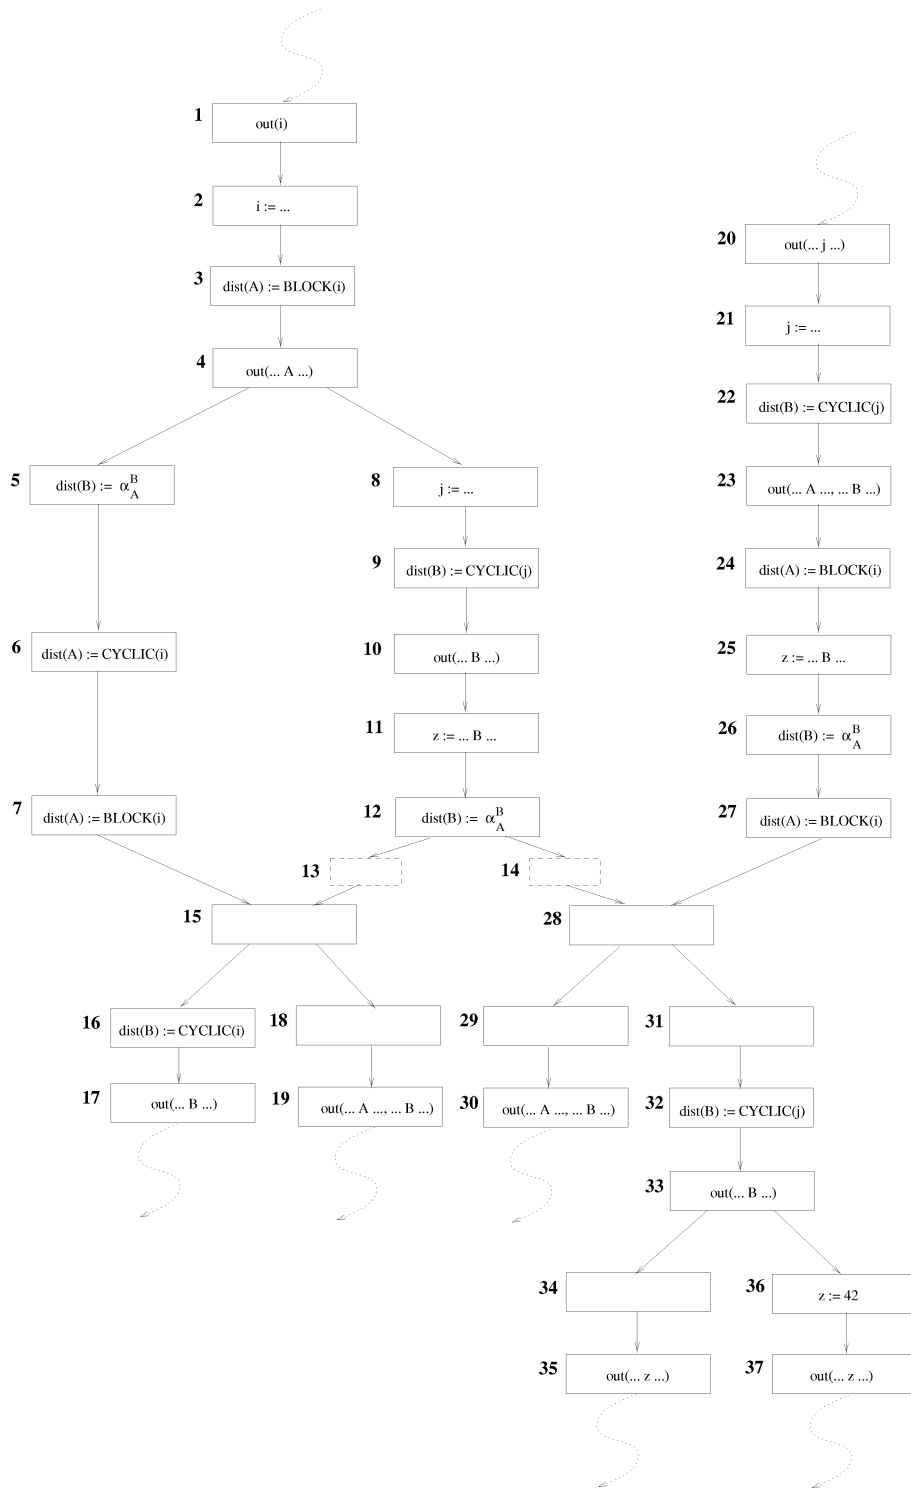 1 out(i)
2 i := ...
3 dist(A) := BLOCK(i)
4 out(... A ...)
5 dist(B) := α_A^B
6 dist(A) := CYCLIC(i)
7 dist(A) := BLOCK(i)
8 j := ...
9 dist(B) := CYCLIC(j)
10 out(... B ...)
11 z := ... B ...
12 dist(B) := α_A^B
13
14
15
16 dist(B) := CYCLIC(i)
17 out(... B ...)
18
19 out(... A ..., ... B ...)
20 out(... j ...)
21 j := ...
22 dist(B) := CYCLIC(j)
23 out(... A ..., ... B ...)
24 dist(A) := BLOCK(i)
25 z := ... B ...
26 dist(B) := α_A^B
27 dist(A) := BLOCK(i)
28
29
30 out(... A ..., ... B ...)
31
32 dist(B) := CYCLIC(j)
33 out(... B ...)
34
35 out(... z ...)
36 z := 42
37 out(... z ...)